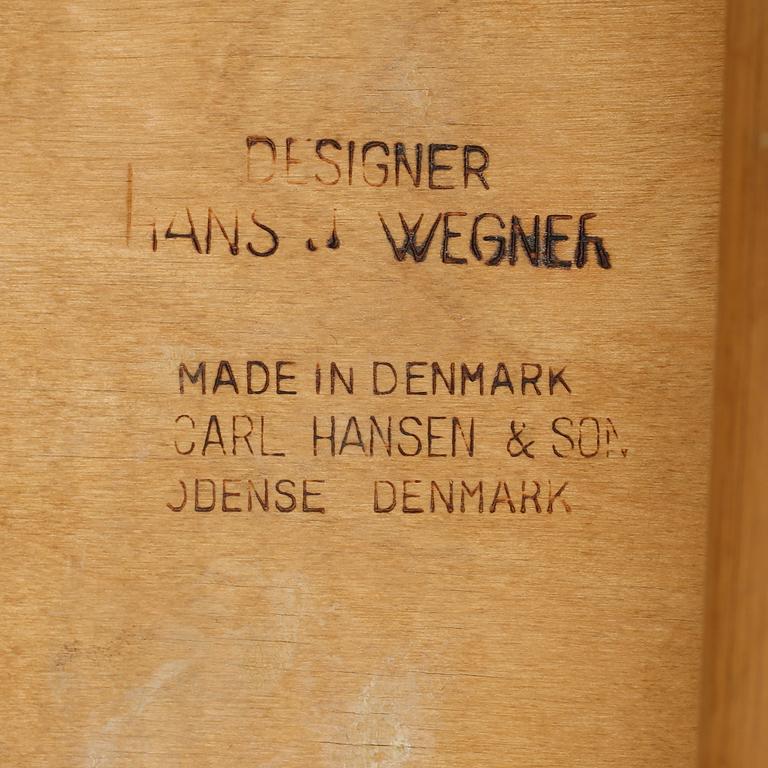 DESIGNER
HANS J WEGNER
MADE IN DENMARK
CARL HANSEN & SON
ODENSE DENMARK